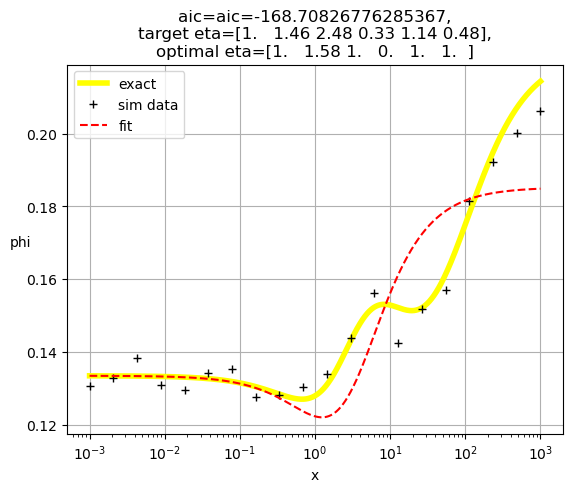 aic=aic=-168.70826776285367,
target eta=[1.   1.46 2.48 0.33 1.14 0.48],
optimal eta=[1.   1.58 1.   0.   1.   1.  ]
exact
sim data
fit
0.20
0.18
0.16
0.14
0.12
phi
10⁻³ 10⁻² 10⁻¹ 10⁰ 10¹ 10² 10³
x